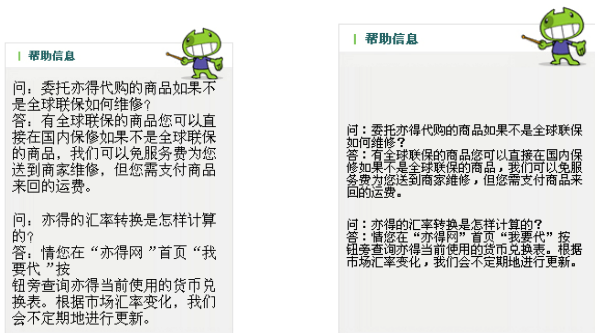 帮助信息
问：委托亦得代购的商品如果不
是全球联保如何维修？
答：有全球联保的商品您可以直
接在国内保修如果不是全球联保
的商品，我们可以免服务费为您
送到商家维修，但您需支付商品
来回的运费。
问：亦得的汇率转换是怎样计算
的？
答：情您在“亦得网 ”首页“我
要代 ”按
钮旁查询亦得当前使用的货币兑
换表。根据市场汇率变化，我们
会不定期地进行更新。
帮助信息
问：委托亦得代购的商品如果不是全球联保
如何维修？
答：有全球联保的商品您可以直接在国内保
修如果不是全球联保的商品，我们可以免服
务费为您送到商家维修，但您需支付商品来
回的运费。
问：亦得的汇率转换是怎样计算的？
答：情您在“亦得网”首页“我要代”按
钮旁查询亦得当前使用的货币兑换表。根据
市场汇率变化，我们会不定期地进行更新。